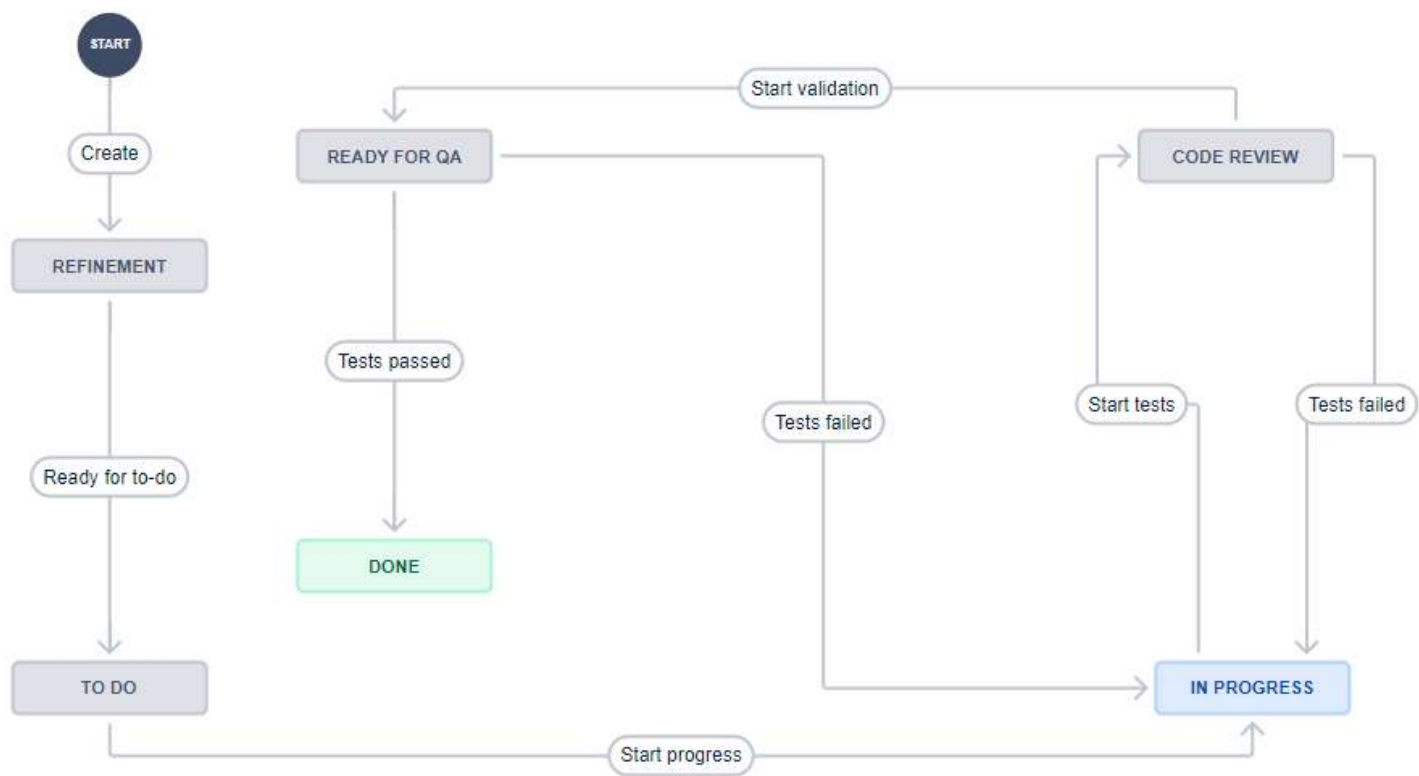 START
Start validation
Create
READY FOR QA
CODE REVIEW
REFINEMENT
Tests passed
Start tests
Tests failed
Tests failed
Ready for to-do
DONE
TO DO
IN PROGRESS
Start progress